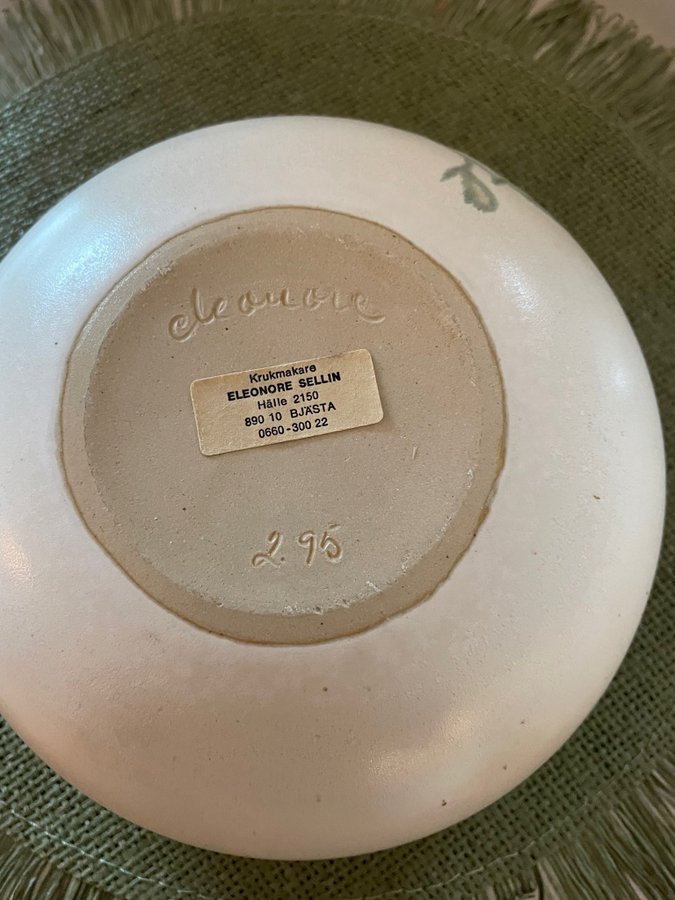 eleonore
Krukmakare
ELEONORE SELLIN
Hälle 2150
890 10 BJÄSTA
0660-300 22
2.95